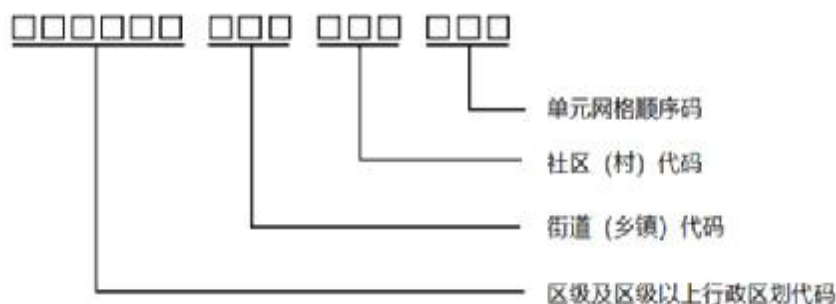 □□□□□□ □□□ □□□ □□□
单元网格顺序码
社区（村）代码
街道（乡镇）代码
区级及区级以上行政区划代码